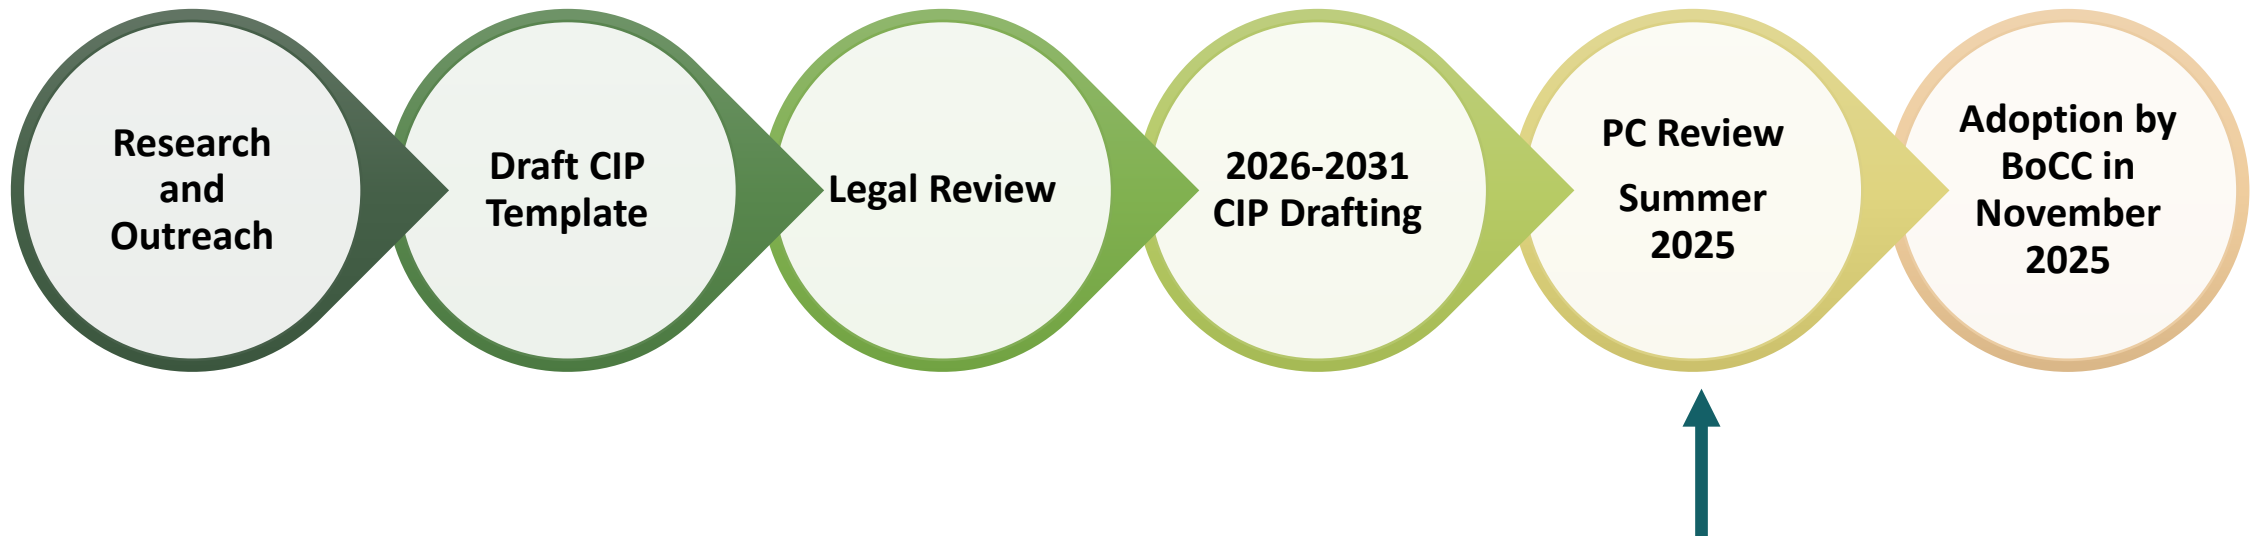 Research
and
Outreach
Draft CIP
Template
Legal Review
2026-2031
CIP Drafting
PC Review
Summer
2025
Adoption by
BoCC in
November
2025